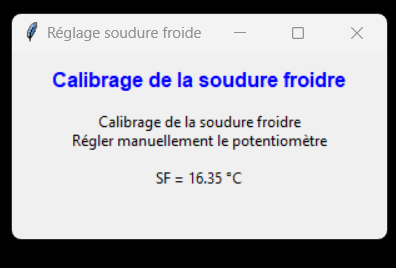 Réglage soudure froide
Calibrage de la soudure froidre
Calibrage de la soudure froidre
Régler manuellement le potentiomètre
SF = 16.35 °C